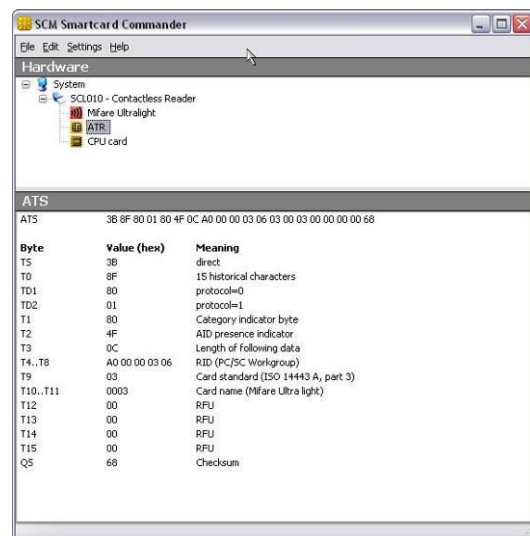 SCM Smartcard Commander
File Edit Settings Help
Hardware
System
SCL010 - Contactless Reader
Mifare Ultralight
ATR
CPU card
ATS
ATS 3B 8F 80 01 80 4F 0C A0 00 00 03 06 03 00 03 00 00 00 00 68
Byte Value (hex) Meaning
TS 3B direct
T0 8F 15 historical characters
TD1 80 protocol=0
TD2 01 protocol=1
T1 80 Category indicator byte
T2 4F AID presence indicator
T3 0C Length of following data
T4..T8 A0 00 00 03 06 RID (PC/SC Workgroup)
T9 03 Card standard (ISO 14443 A, part 3)
T10..T11 0003 Card name (Mifare Ultra light)
T12 00 RFU
T13 00 RFU
T14 00 RFU
T15 00 RFU
QS 68 Checksum